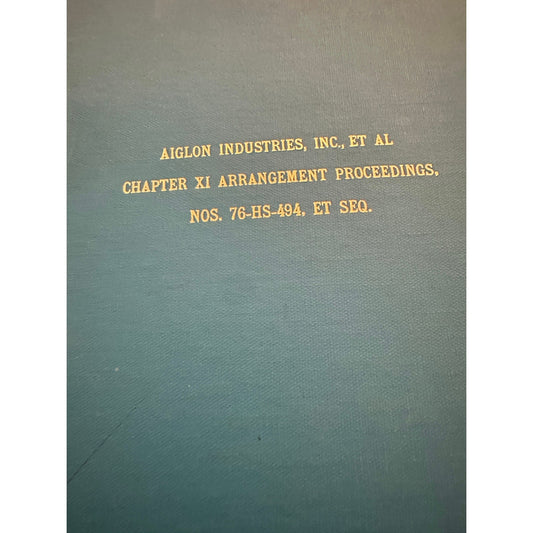 AIGLON INDUSTRIES, INC., ET AL
CHAPTER XI ARRANGEMENT PROCEEDINGS,
NOS. 76-HS-494, ET SEQ.